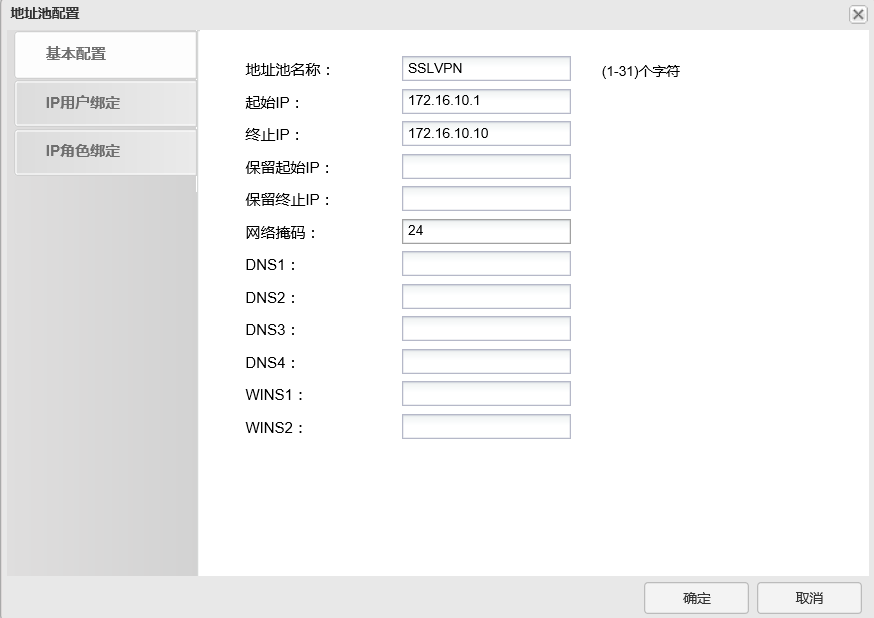 地址池配置
基本配置
IP用户绑定
IP角色绑定
地址池名称： SSLVPN (1-31)个字符
起始IP： 172.16.10.1
终止IP： 172.16.10.10
保留起始IP：
保留终止IP：
网络掩码： 24
DNS1：
DNS2：
DNS3：
DNS4：
WINS1：
WINS2：
确定 取消